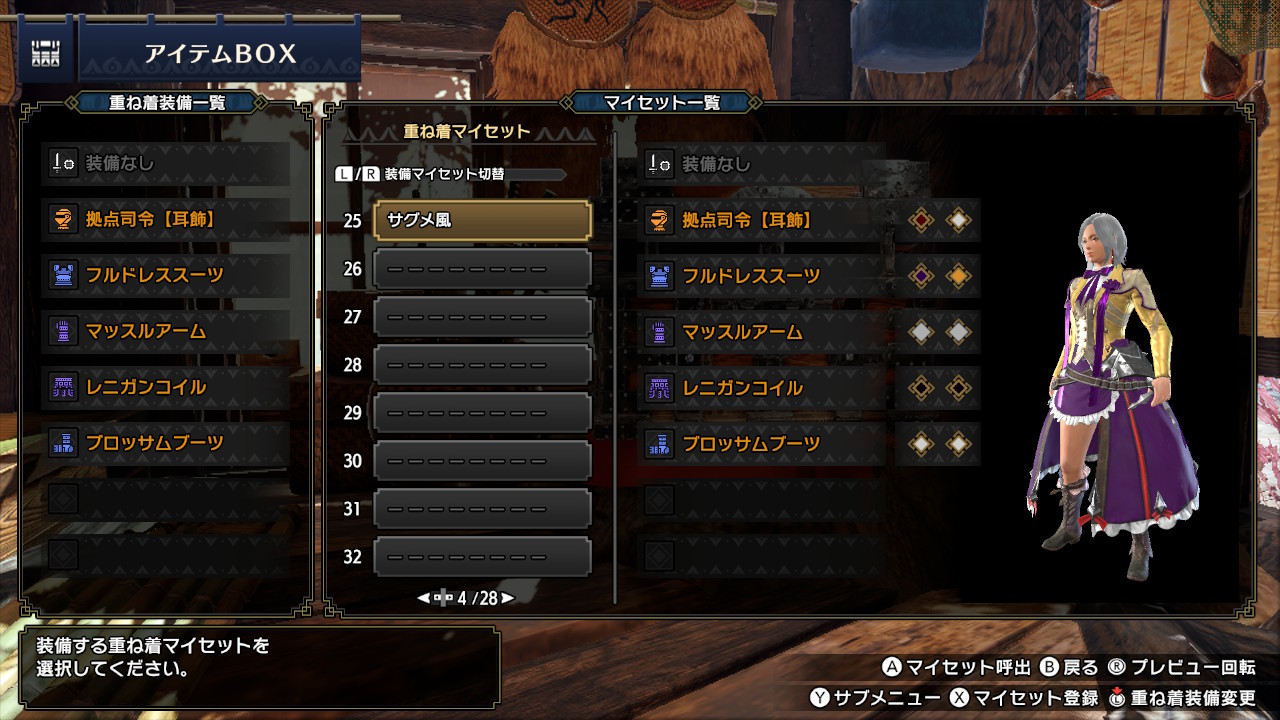 アイテムBOX
重ね着装備一覧
装備なし
拠点司令【耳飾】
フルドレススーツ
マッスルアーム
レニガンコイル
ブロッサムブーツ
マイセット一覧
重ね着マイセット
L/R 装備マイセット切替
25 サグメ風
26 --------
27 --------
28 --------
29 --------
30 --------
31 --------
32 --------
4/28
装備なし
拠点司令【耳飾】
フルドレススーツ
マッスルアーム
レニガンコイル
ブロッサムブーツ
装備する重ね着マイセットを
選択してください。
Aマイセット呼出 B戻る Rプレビュー回転
Yサブメニュー Xマイセット登録 L重ね着装備変更